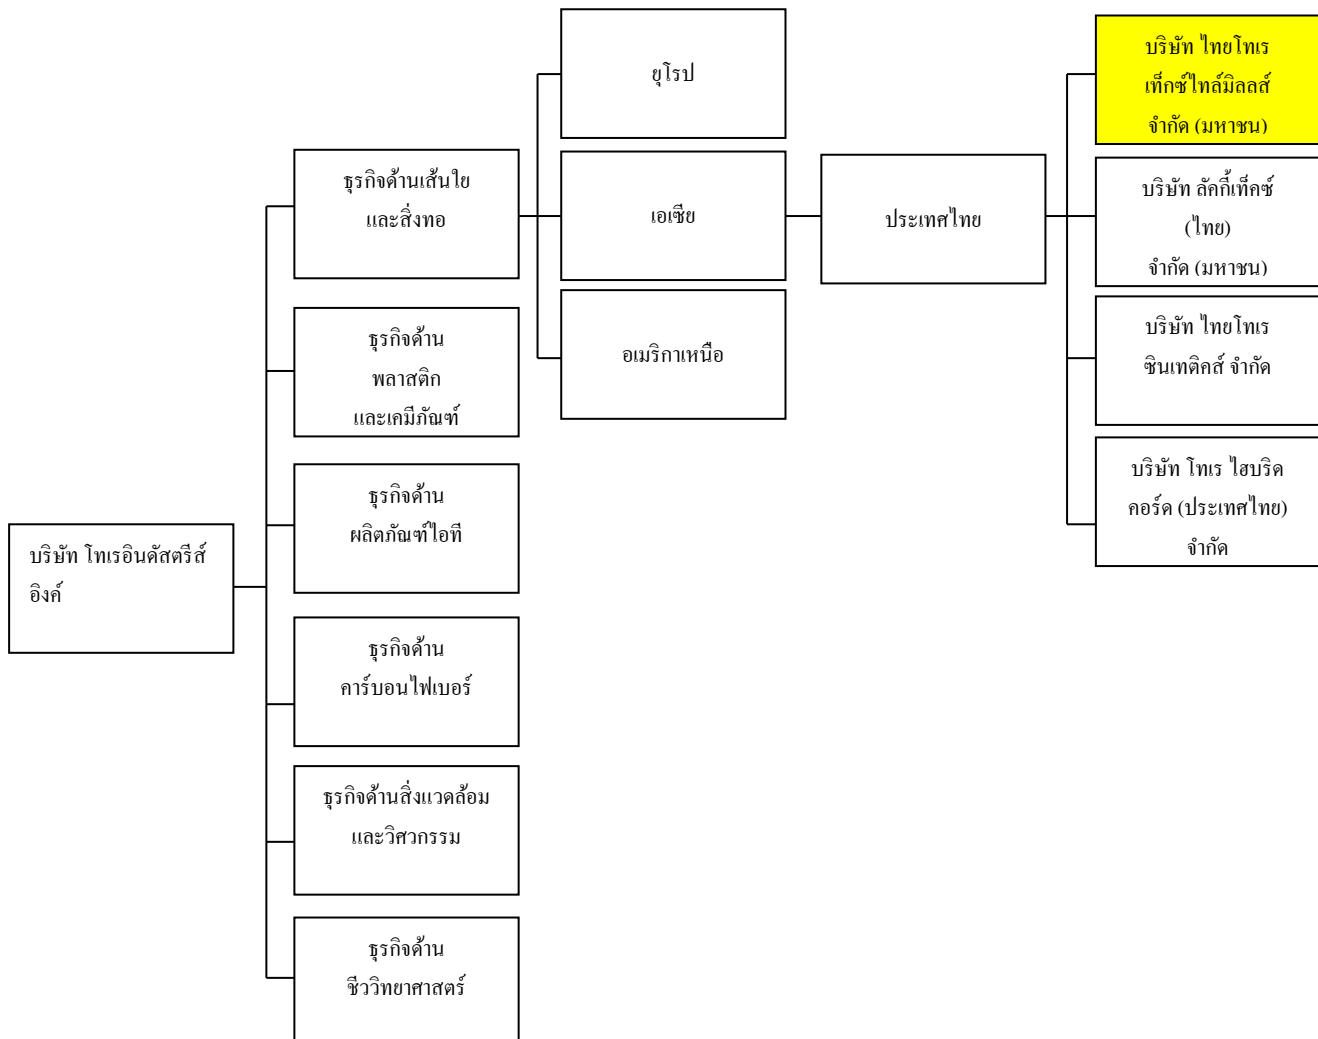 บริษัท โทเรอินดัสตรีส์
อิงค์
ธุรกิจด้านเส้นใย
และสิ่งทอ
ธุรกิจด้าน
พลาสติก
และเคมีภัณฑ์
ธุรกิจด้าน
ผลิตภัณฑ์ไอที
ธุรกิจด้าน
คาร์บอนไฟเบอร์
ธุรกิจด้านสิ่งแวดล้อม
และวิศวกรรม
ธุรกิจด้าน
ชีววิทยาศาสตร์
ยุโรป
เอเซีย
อเมริกาเหนือ
ประเทศไทย
บริษัท ไทยโทเร
เท็กซ์ไทล์มิลลส์
จำกัด (มหาชน)
บริษัท ลัคกี้เท็คซ์
(ไทย)
จำกัด (มหาชน)
บริษัท ไทยโทเร
ซินเทติคส์ จำกัด
บริษัท โทเร ไฮบริด
คอร์ด (ประเทศไทย)
จำกัด